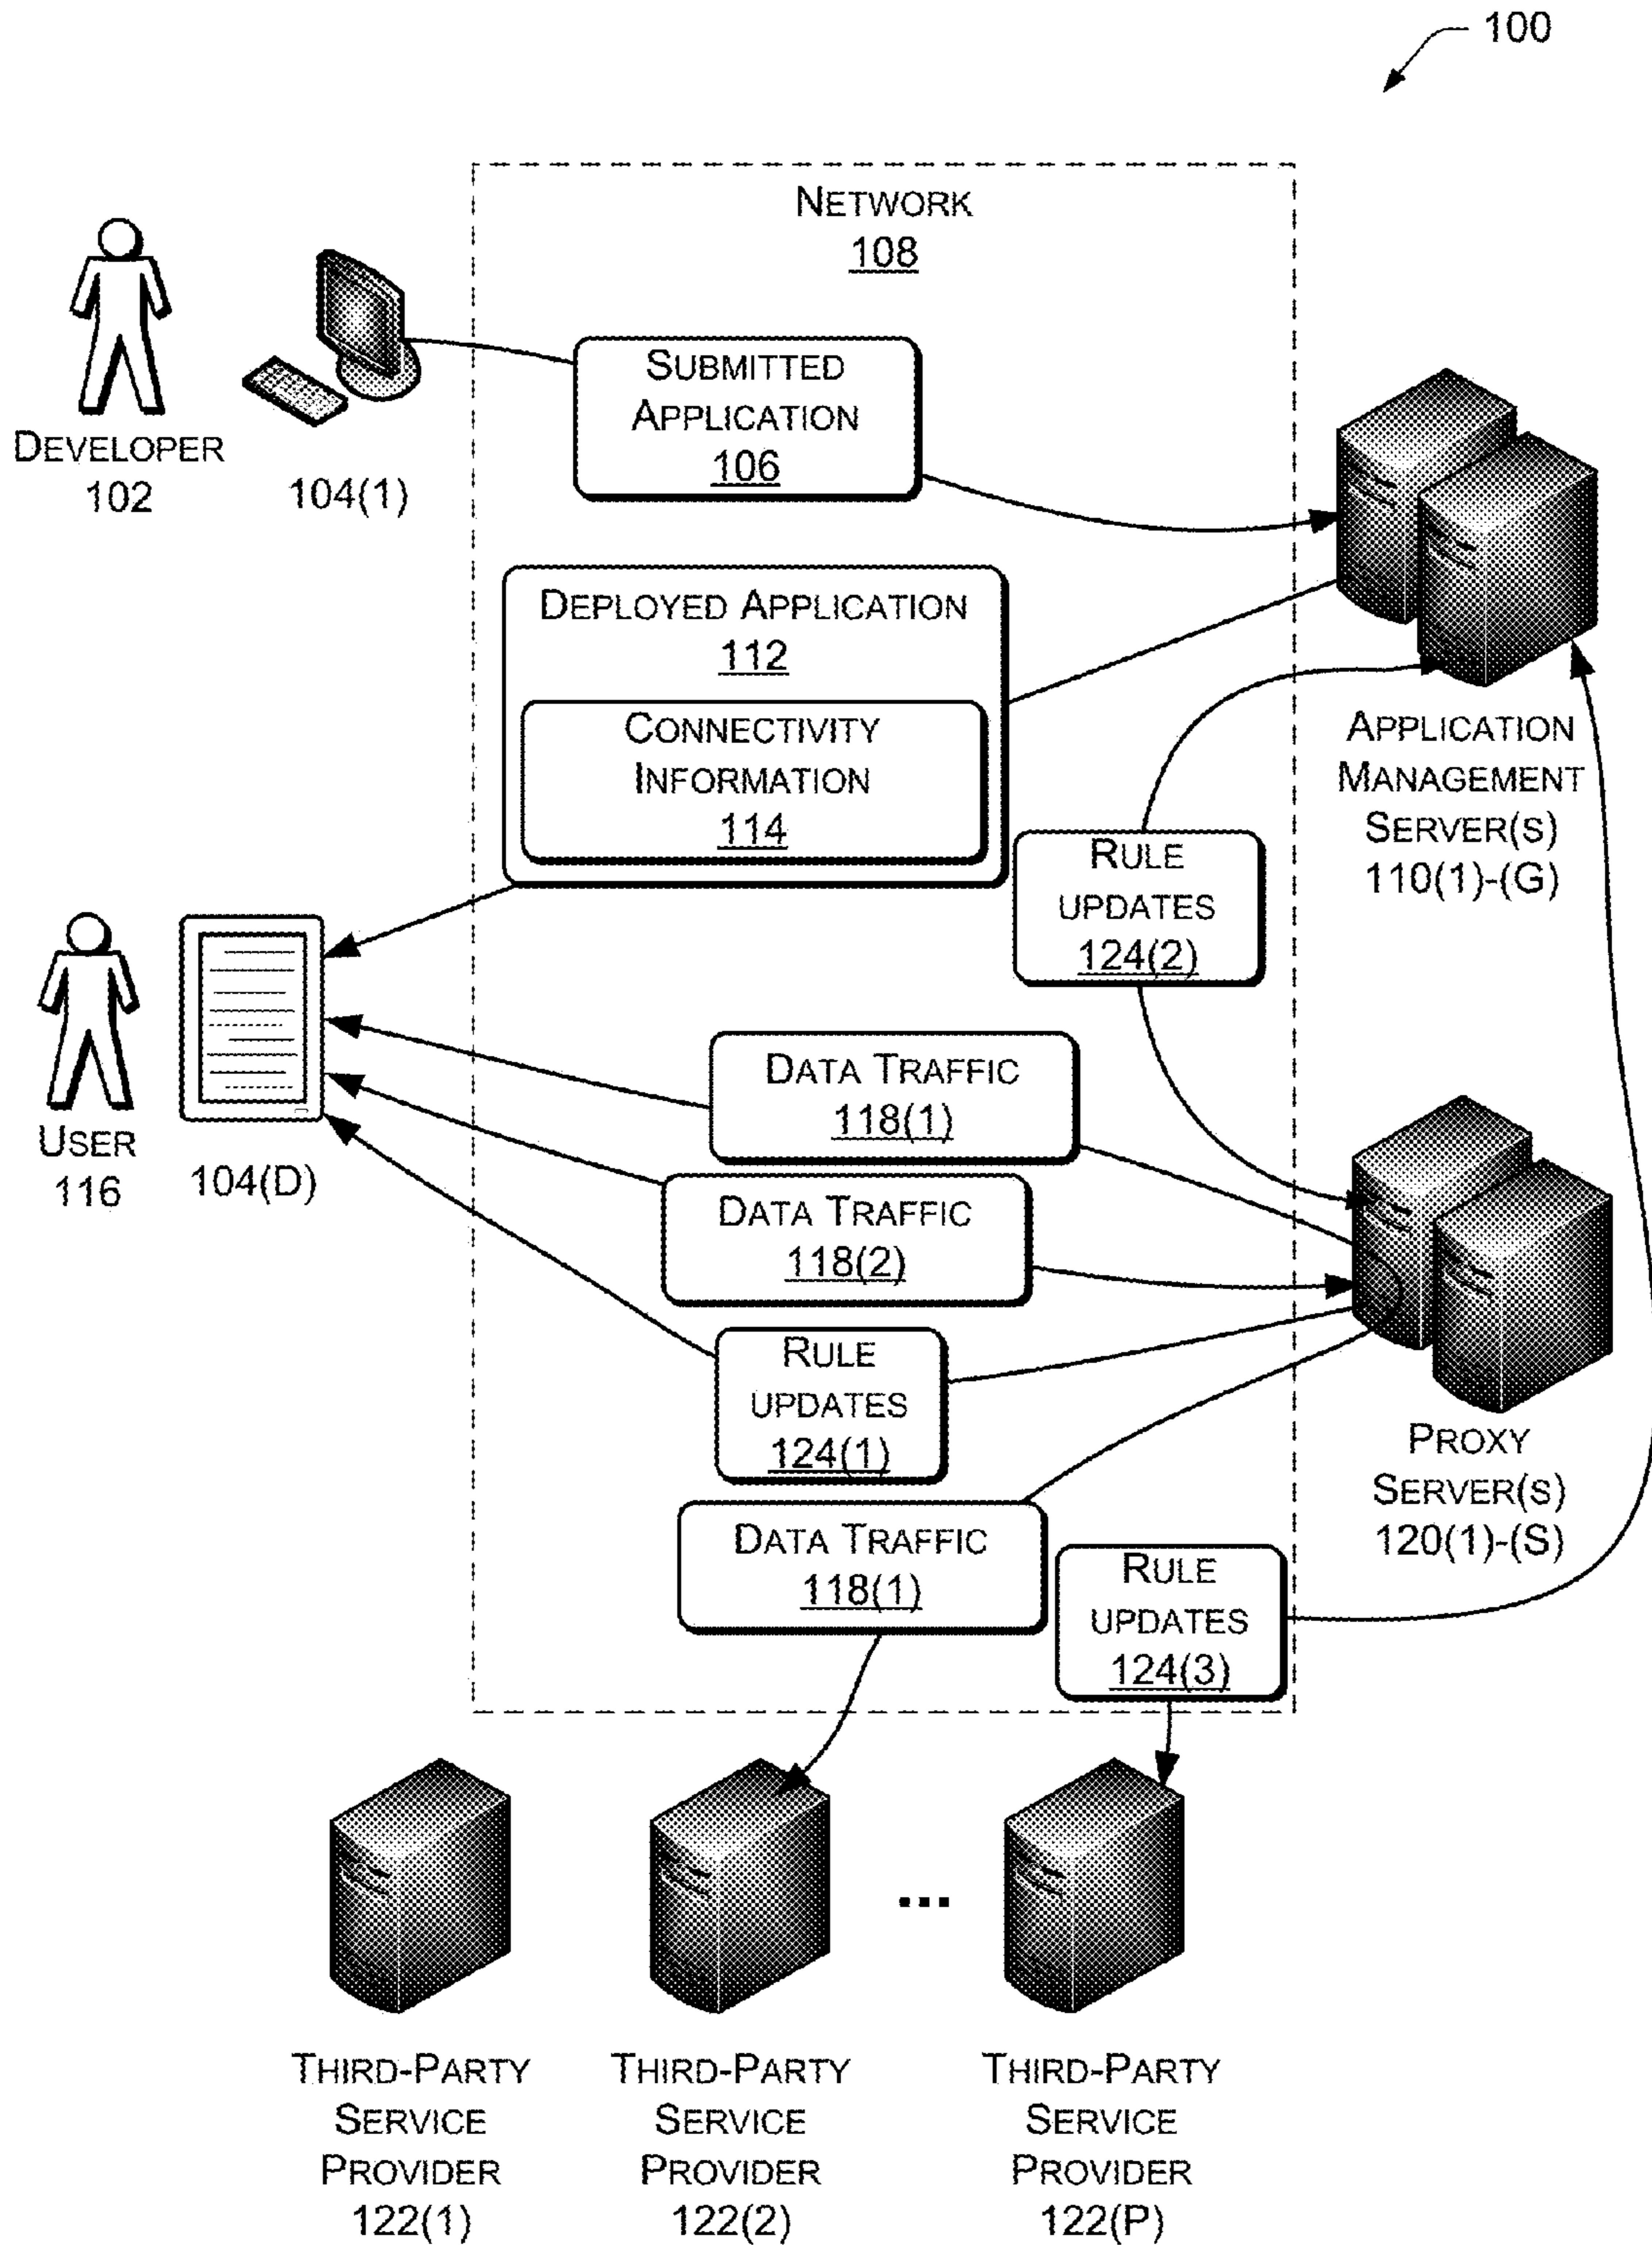 100
NETWORK
108
SUBMITTED
APPLICATION
106
DEVELOPER
102
104(1)
DEPLOYED APPLICATION
112
CONNECTIVITY
INFORMATION
114
APPLICATION
MANAGEMENT
SERVER(S)
110(1)-(G)
RULE
UPDATES
124(2)
USER
116
104(D)
DATA TRAFFIC
118(1)
DATA TRAFFIC
118(2)
RULE
UPDATES
124(1)
PROXY
SERVER(S)
120(1)-(S)
DATA TRAFFIC
118(1)
RULE
UPDATES
124(3)
...
THIRD-PARTY
SERVICE
PROVIDER
122(1)
THIRD-PARTY
SERVICE
PROVIDER
122(2)
THIRD-PARTY
SERVICE
PROVIDER
122(P)